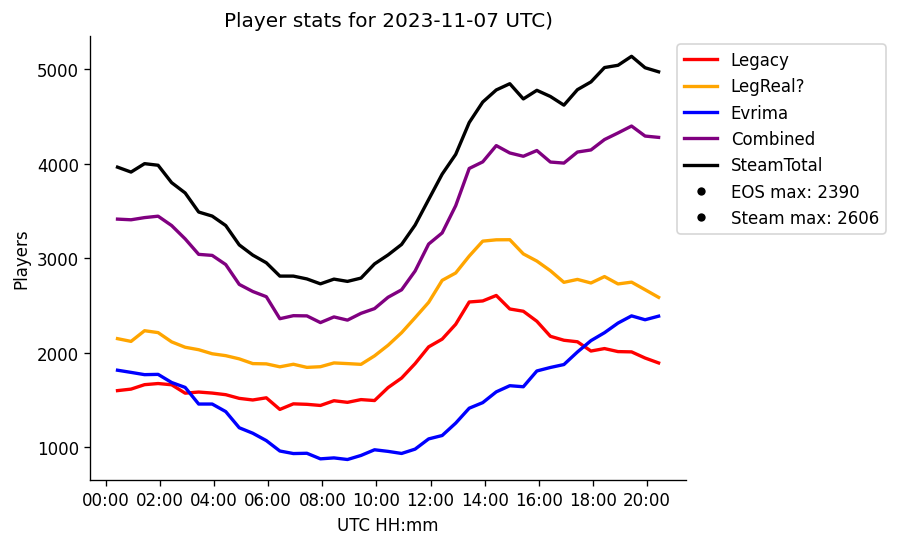 Player stats for 2023-11-07 UTC)
Players
5000
4000
3000
2000
1000
00:00 02:00 04:00 06:00 08:00 10:00 12:00 14:00 16:00 18:00 20:00
UTC HH:mm
Legacy
LegReal?
Evrima
Combined
SteamTotal
EOS max: 2390
Steam max: 2606